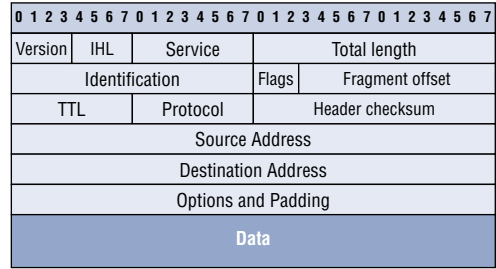 0 1 2 3 4 5 6 7 0 1 2 3 4 5 6 7 0 1 2 3 4 5 6 7 0 1 2 3 4 5 6 7
Version IHL Service Total length
Identification Flags Fragment offset
TTL Protocol Header checksum
Source Address
Destination Address
Options and Padding
Data